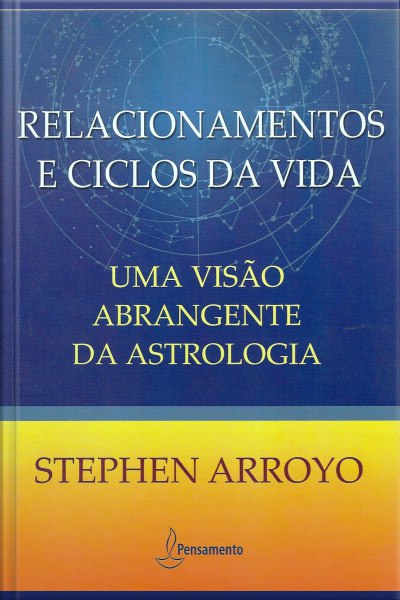 RELACIONAMENTOS
E CICLOS DA VIDA
UMA VISÃO
ABRANGENTE
DA ASTROLOGIA
STEPHEN ARROYO
Pensamento